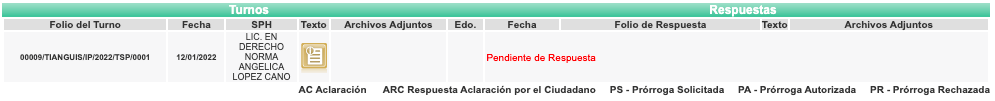 Turnos Respuestas
Folio del Turno Fecha SPH Texto Archivos Adjuntos Edo. Fecha Folio de Respuesta Texto Archivos Adjuntos
00009/TIANGUIS/IP/2022/TSP/0001 12/01/2022 LIC. EN
DERECHO
NORMA
ANGELICA
LOPEZ CANO
Pendiente de Respuesta
AC Aclaración ARC Respuesta Aclaración por el Ciudadano PS - Prórroga Solicitada PA - Prórroga Autorizada PR - Prórroga Rechazada